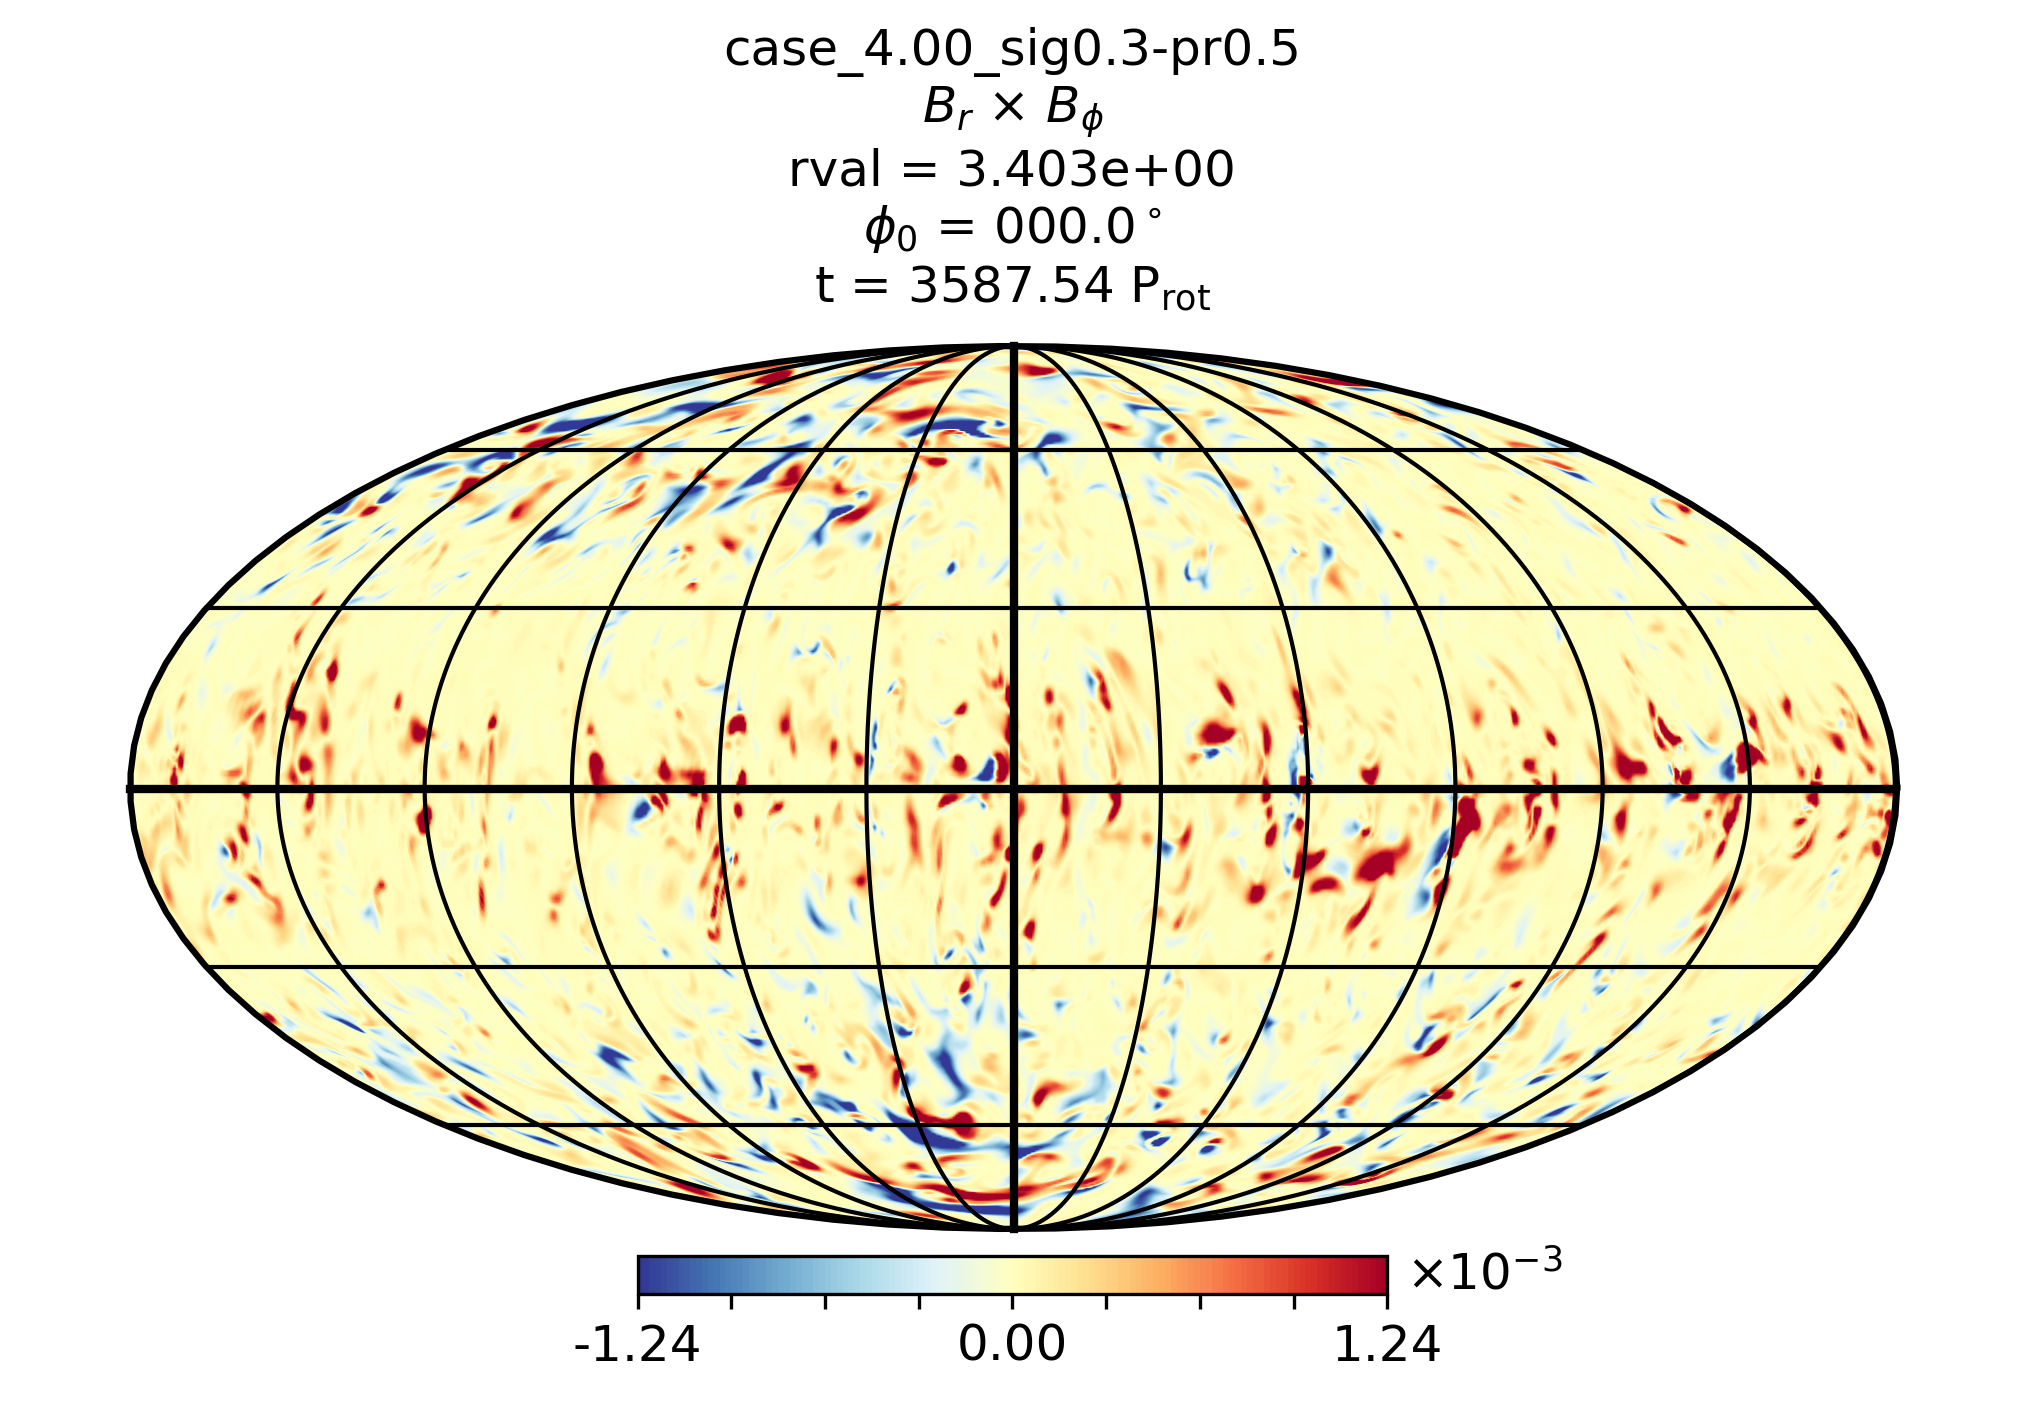 case_4.00_sig0.3-pr0.5
B_r × B_ϕ
rval = 3.403e+00
ϕ_0 = 000.0°
t = 3587.54 P_rot
×10^−3
-1.24 0.00 1.24